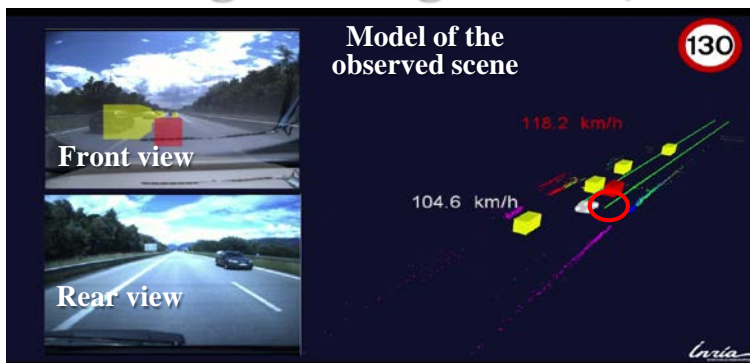 Model of the
observed scene
130
118.2 km/h
Front view
104.6 km/h
Rear view
Inria